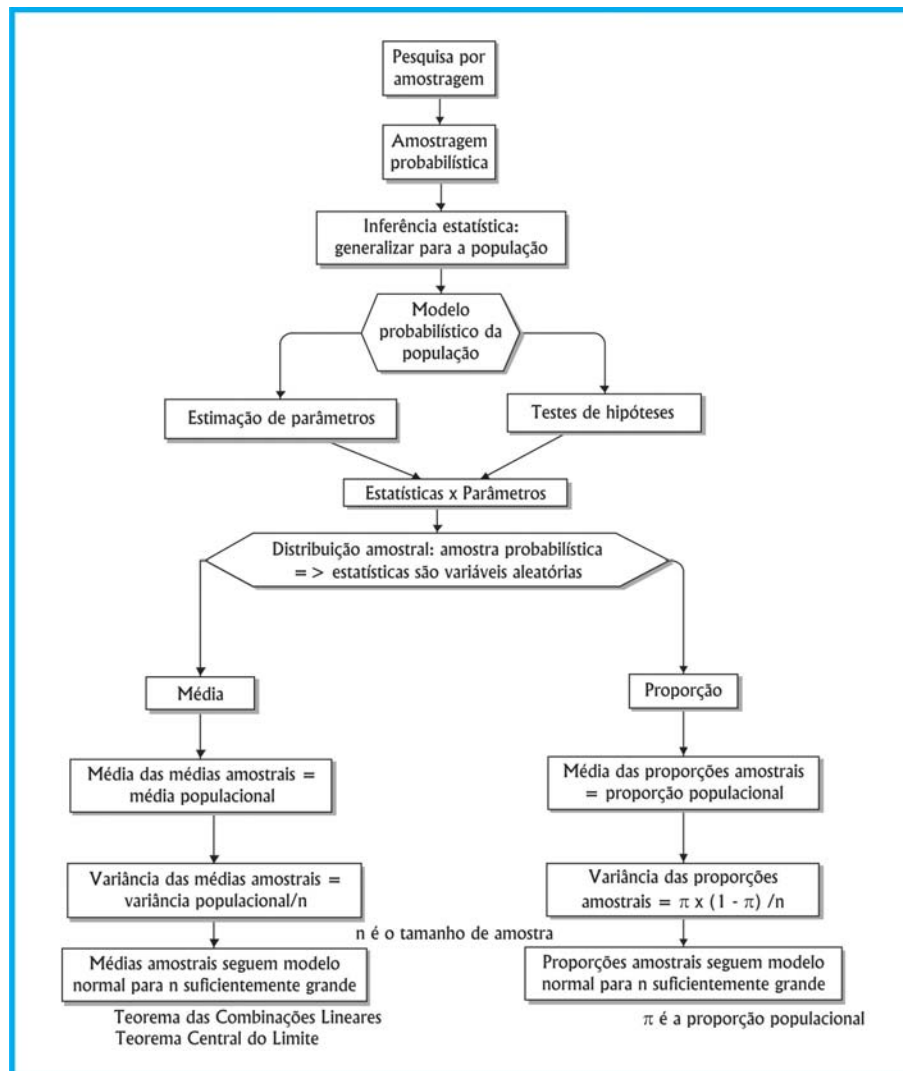 Pesquisa por
amostragem
Amostragem
probabilística
Inferência estatística:
generalizar para a população
Modelo
probabilístico da
população
Estimação de parâmetros
Testes de hipóteses
Estatísticas x Parâmetros
Distribuição amostral: amostra probabilística
= > estatísticas são variáveis aleatórias
Média
Média das médias amostrais =
média populacional
Variância das médias amostrais =
variância populacional/n
Médias amostrais seguem modelo
normal para n suficientemente grande
Teorema das Combinações Lineares
Teorema Central do Limite
n é o tamanho de amostra
Proporção
Média das proporções amostrais
= proporção populacional
Variância das proporções
amostrais = π x (1 - π) /n
Proporções amostrais seguem modelo
normal para n suficientemente grande
π é a proporção populacional